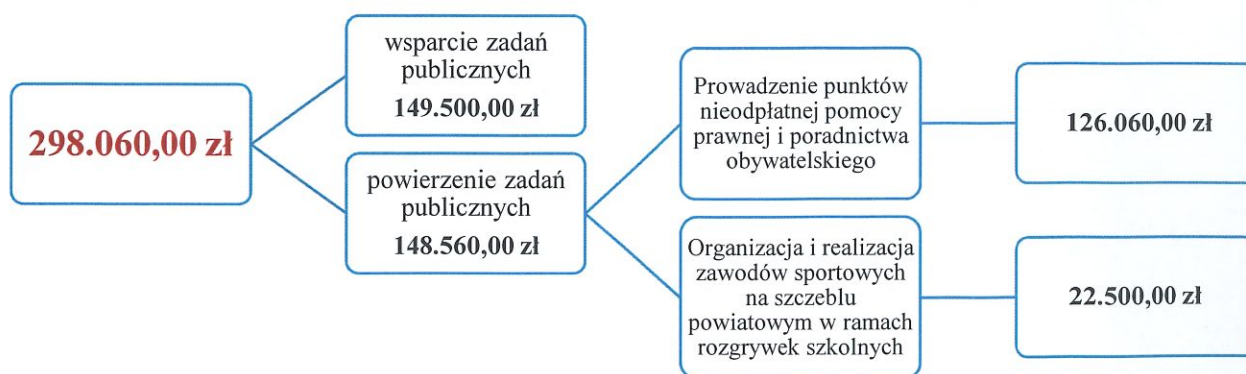 298.060,00 zł
wsparcie zadań
publicznych
149.500,00 zł
powierzenie zadań
publicznych
148.560,00 zł
Prowadzenie punktów
nieodpłatnej pomocy
prawnej i poradnictwa
obywatelskiego
126.060,00 zł
Organizacja i realizacja
zawodów sportowych
na szczeblu
powiatowym w ramach
rozgrywek szkolnych
22.500,00 zł